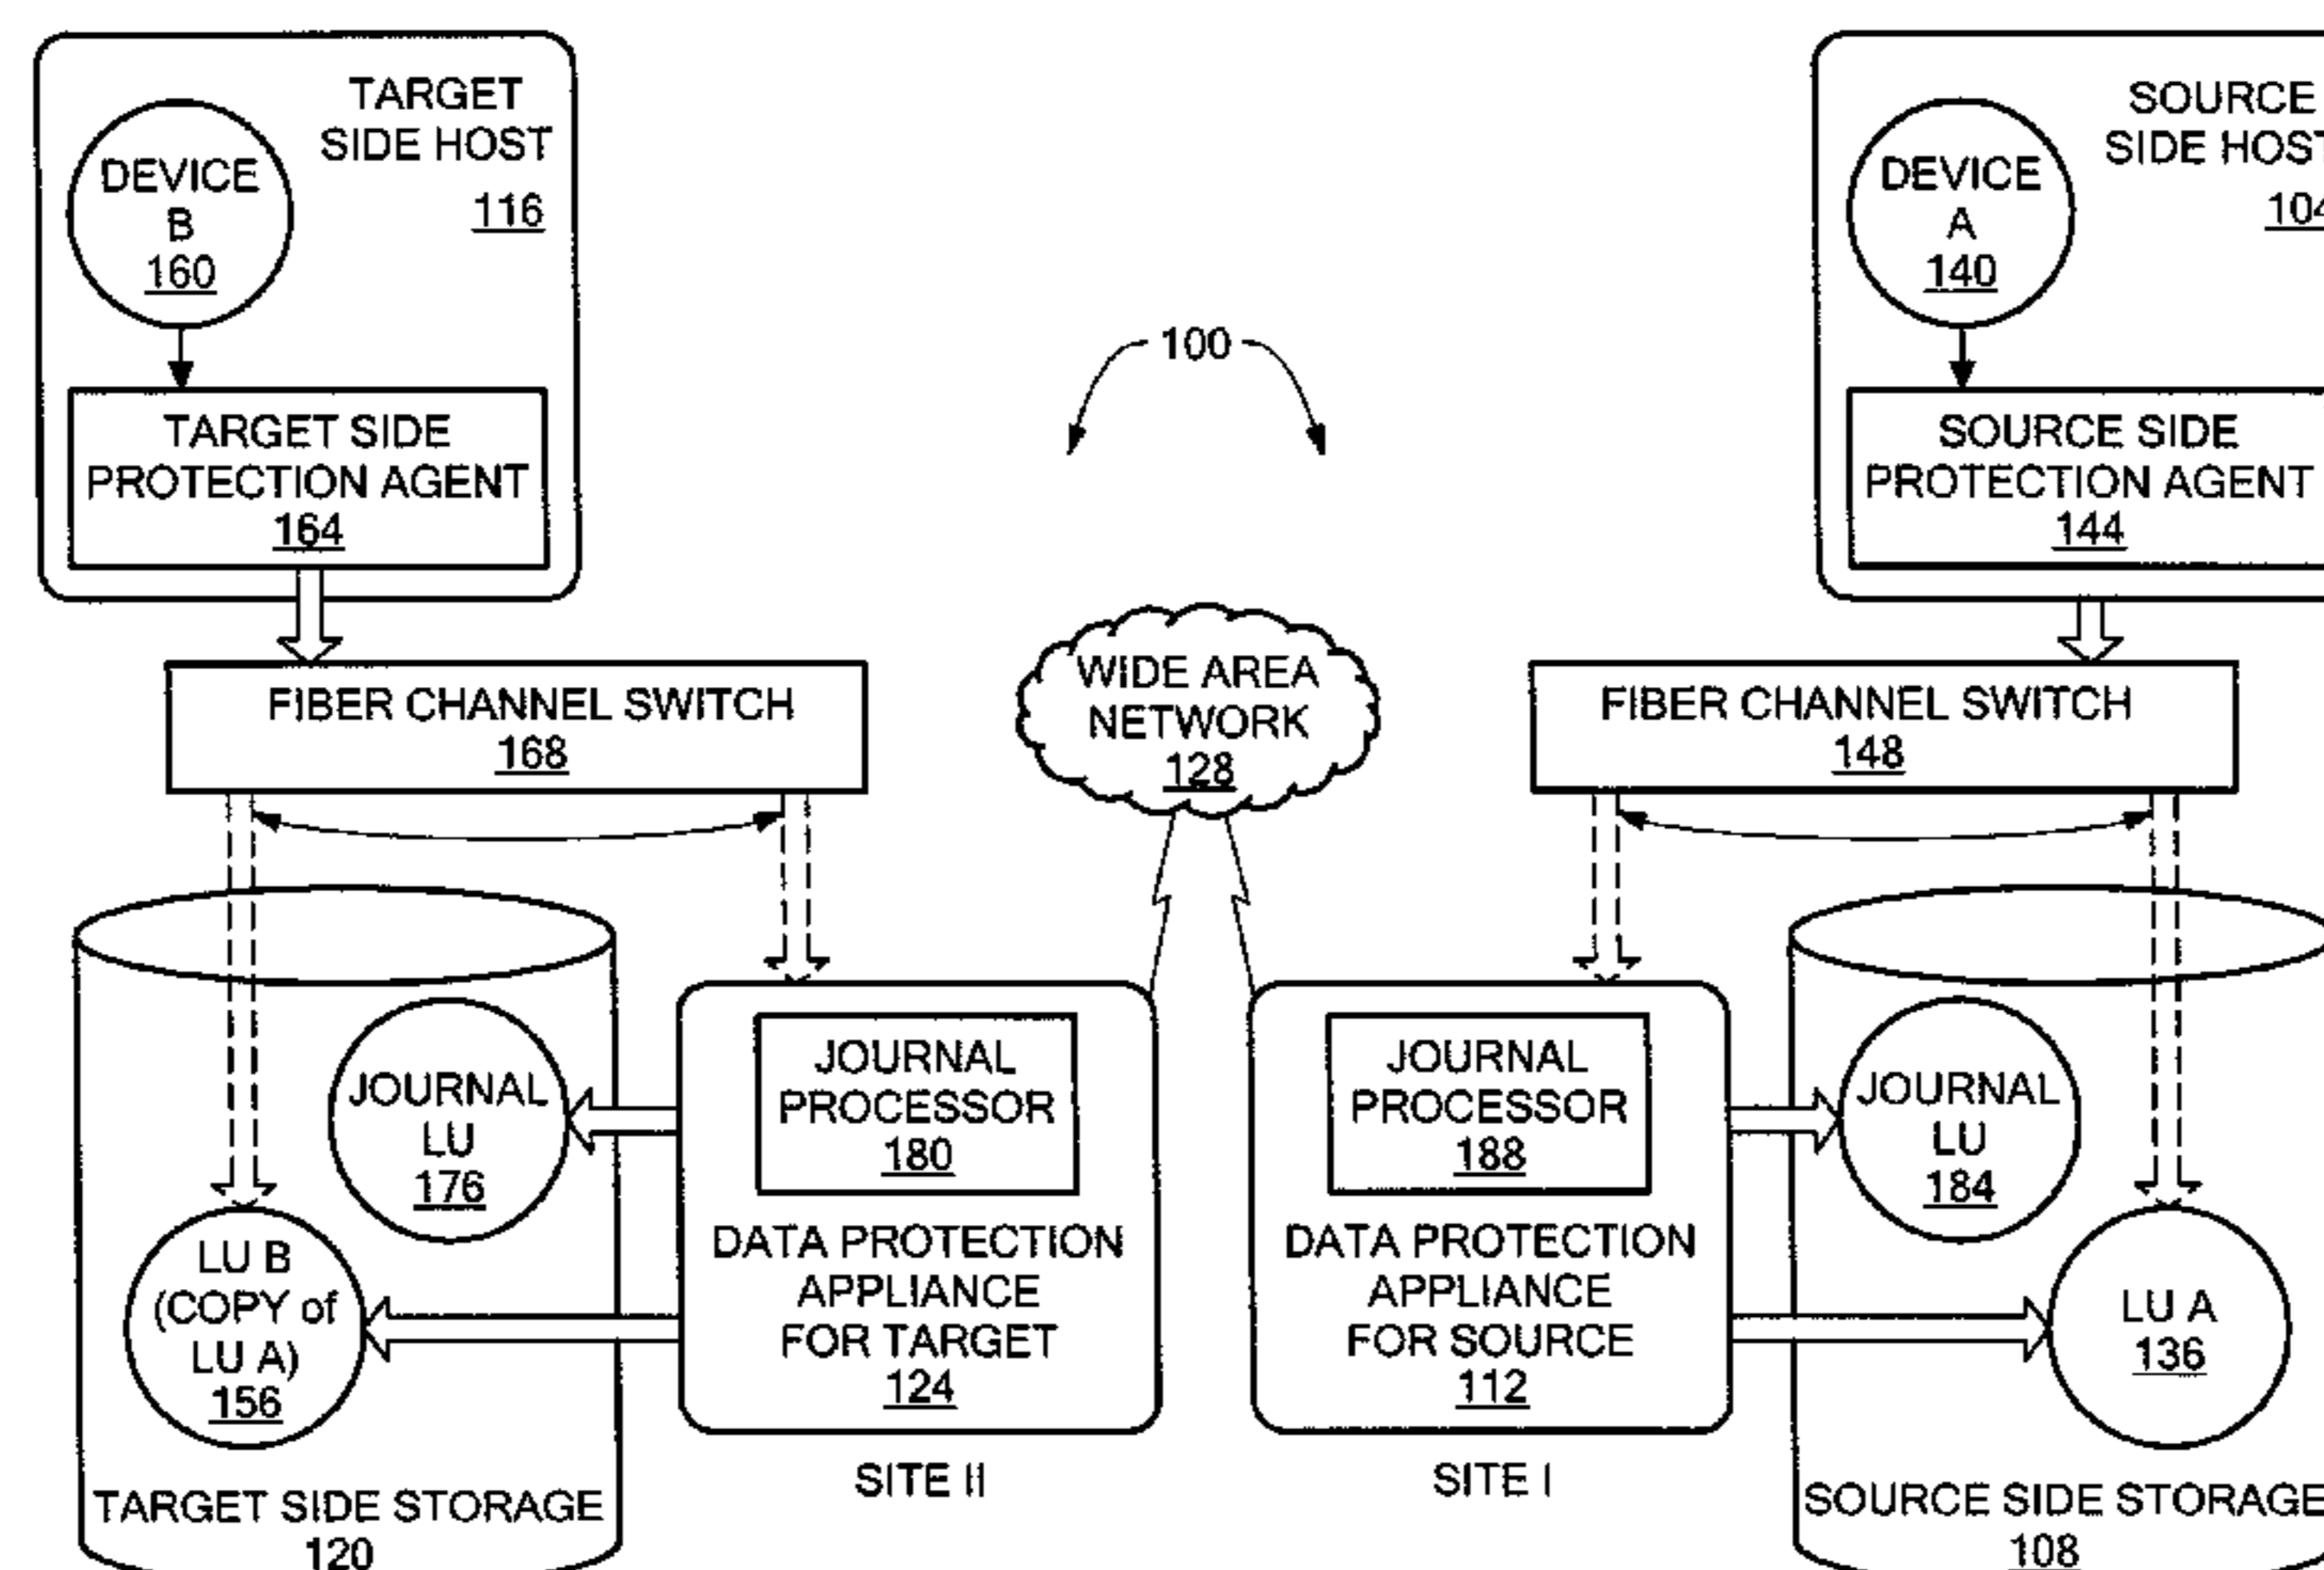 TARGET
SIDE HOST
116
DEVICE
B
160
TARGET SIDE
PROTECTION AGENT
164
100
SOURCE
SIDE HOST
104
DEVICE
A
140
SOURCE SIDE
PROTECTION AGENT
144
FIBER CHANNEL SWITCH
168
WIDE AREA
NETWORK
128
FIBER CHANNEL SWITCH
148
JOURNAL
LU
176
LU B
(COPY of
LU A)
156
TARGET SIDE STORAGE
120
JOURNAL
PROCESSOR
180
DATA PROTECTION
APPLIANCE
FOR TARGET
124
SITE II
JOURNAL
PROCESSOR
188
DATA PROTECTION
APPLIANCE
FOR SOURCE
112
SITE I
JOURNAL
LU
184
LU A
136
SOURCE SIDE STORAGE
108